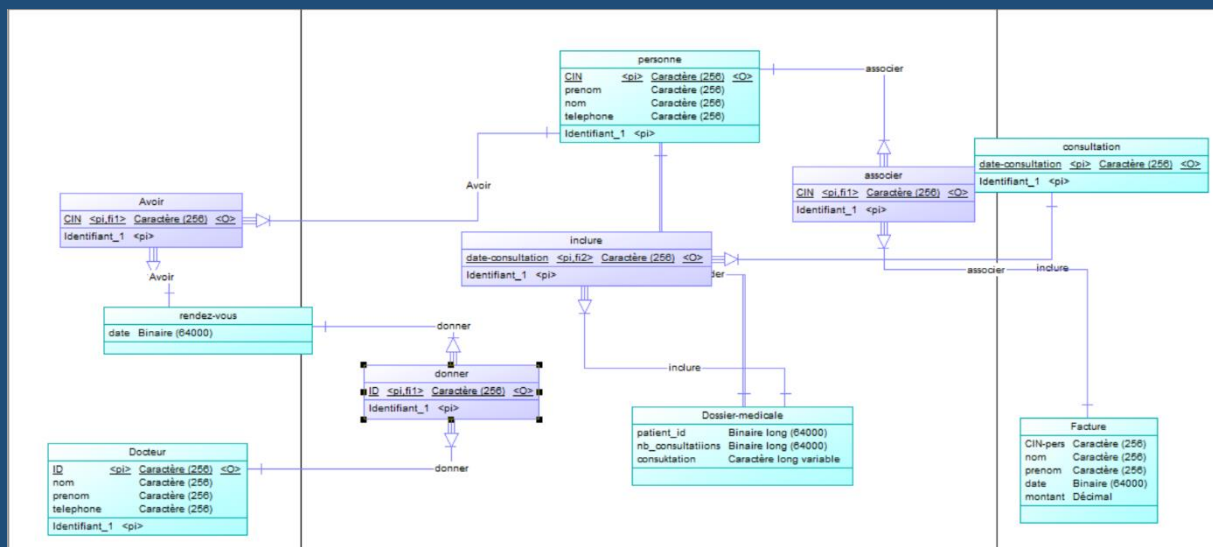 personne
CIN <pi> Caractère (256) <O>
prenom Caractère (256)
nom Caractère (256)
telephone Caractère (256)
Identifiant_1 <pi>
associer
consultation
date-consultation <pi> Caractère (256) <O>
Identifiant_1 <pi>
associer
CIN <pi,fi1> Caractère (256) <O>
Identifiant_1 <pi>
Avoir
Avoir
CIN <pi,fi1> Caractère (256) <O>
Identifiant_1 <pi>
inclure
date-consultation <pi,fi2> Caractère (256) <O>
Identifiant_1 <pi>
der
associer
inclure
Avoir
rendez-vous
date Binaire (64000)
donner
donner
ID <pi,fi1> Caractère (256) <O>
Identifiant_1 <pi>
inclure
Dossier-medicale
patient_id Binaire long (64000)
nb_consultatiions Binaire long (64000)
consuktation Caractère long variable
Facture
CIN-pers Caractère (256)
nom Caractère (256)
prenom Caractère (256)
date Binaire (64000)
montant Décimal
Docteur
ID <pi> Caractère (256) <O>
nom Caractère (256)
prenom Caractère (256)
telephone Caractère (256)
Identifiant_1 <pi>
donner